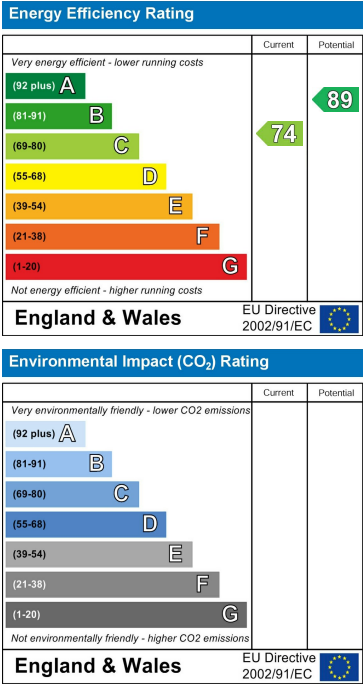 Energy Efficiency Rating
Current Potential
Very energy efficient - lower running costs
(92 plus) A
(81-91) B
(69-80) C
(55-68) D
(39-54) E
(21-38) F
(1-20) G
74
89
Not energy efficient - higher running costs
England & Wales
EU Directive
2002/91/EC
Environmental Impact (CO₂) Rating
Current Potential
Very environmentally friendly - lower CO2 emissions
(92 plus) A
(81-91) B
(69-80) C
(55-68) D
(39-54) E
(21-38) F
(1-20) G
Not environmentally friendly - higher CO2 emissions
England & Wales
EU Directive
2002/91/EC